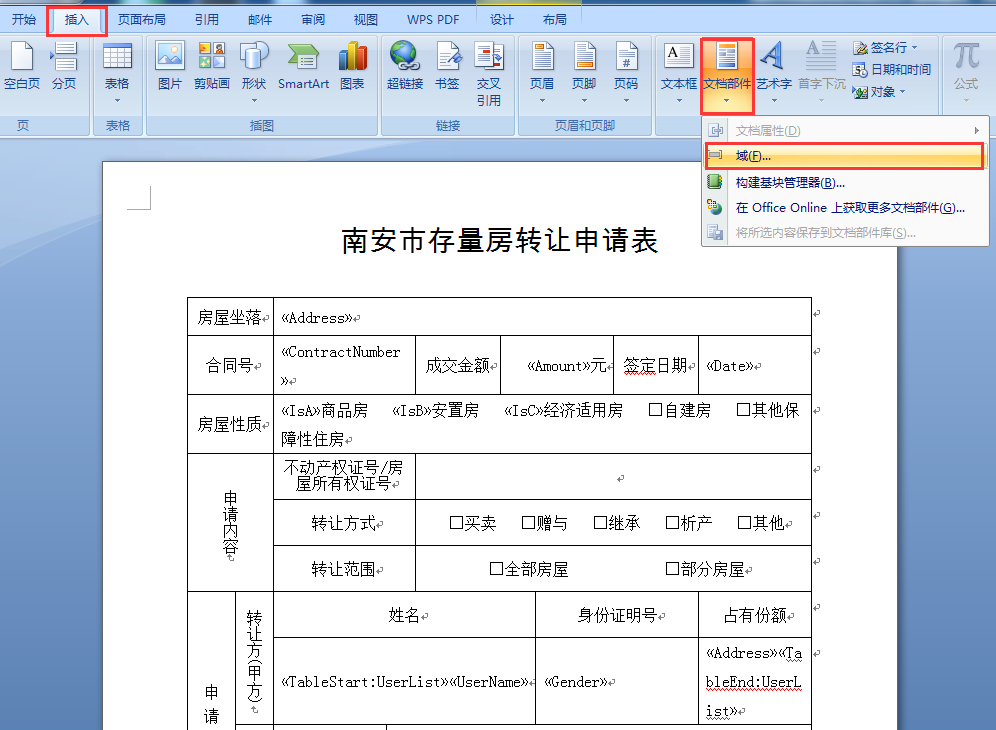 开始 插入 页面布局 引用 邮件 审阅 视图 WPS PDF 设计 布局
空白页 分页 表格 图片 剪贴画 形状 SmartArt 图表 超链接 书签 交叉引用 页眉 页脚 页码 文本框 文档部件 艺术字 首字下沉 签名行 日期和时间 对象 公式
页 表格 插图 链接 页眉和页脚
文档属性(D)
域(F)...
构建基块管理器(B)...
在 Office Online 上获取更多文档部件(G)...
将所选内容保存到文档部件库(S)...
南安市存量房转让申请表
房屋坐落 «Address»
合同号 «ContractNumber» 成交金额 «Amount»元 签定日期 «Date»
房屋性质 «IsA»商品房 «IsB»安置房 «IsC»经济适用房 □自建房 □其他保
障性住房
申请内容
不动产权证号/房
屋所有权证号
转让方式 □买卖 □赠与 □继承 □析产 □其他
转让范围 □全部房屋 □部分房屋
申请
转让方(甲方)
姓名 身份证明号 占有份额
«TableStart:UserList»«UserName» «Gender» «Address»«TableEnd:UserList»